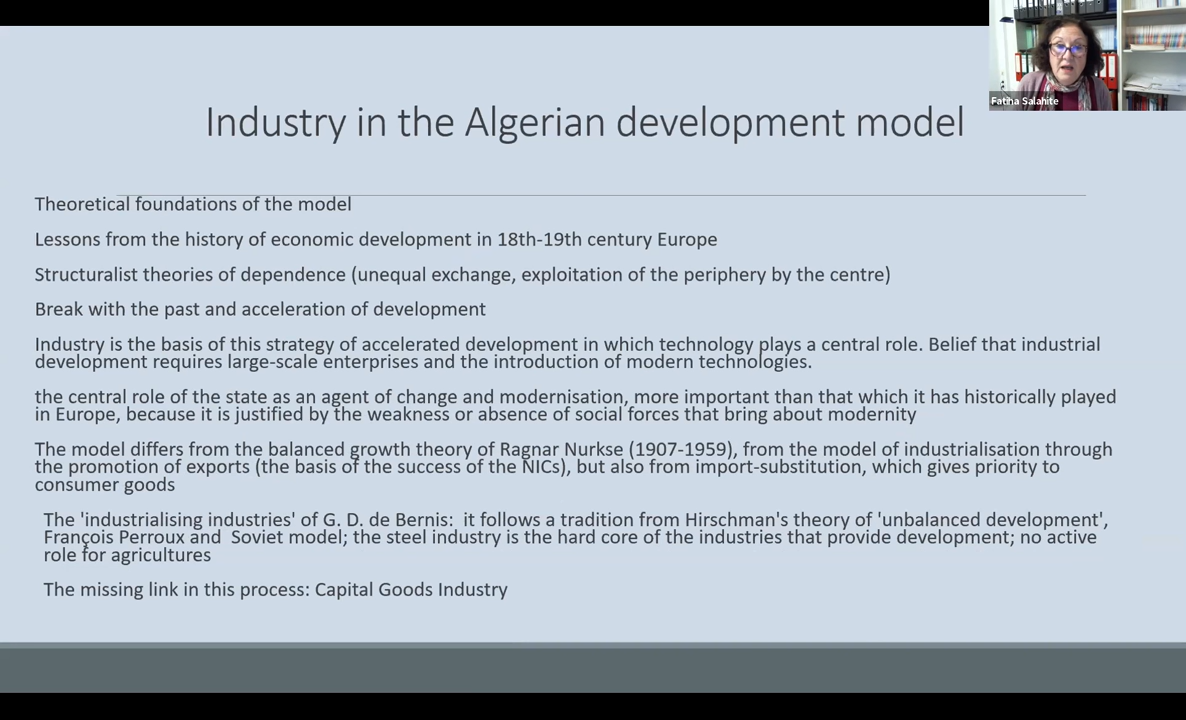 Fatiha Salahite
Industry in the Algerian development model
Theoretical foundations of the model
Lessons from the history of economic development in 18th-19th century Europe
Structuralist theories of dependence (unequal exchange, exploitation of the periphery by the centre)
Break with the past and acceleration of development
Industry is the basis of this strategy of accelerated development in which technology plays a central role. Belief that industrial
development requires large-scale enterprises and the introduction of modern technologies.
the central role of the state as an agent of change and modernisation, more important than that which it has historically played
in Europe, because it is justified by the weakness or absence of social forces that bring about modernity
The model differs from the balanced growth theory of Ragnar Nurkse (1907-1959), from the model of industrialisation through
the promotion of exports (the basis of the success of the NICs), but also from import-substitution, which gives priority to
consumer goods
The 'industrialising industries' of G. D. de Bernis:  it follows a tradition from Hirschman's theory of 'unbalanced development',
François Perroux and  Soviet model; the steel industry is the hard core of the industries that provide development; no active
role for agricultures
The missing link in this process: Capital Goods Industry